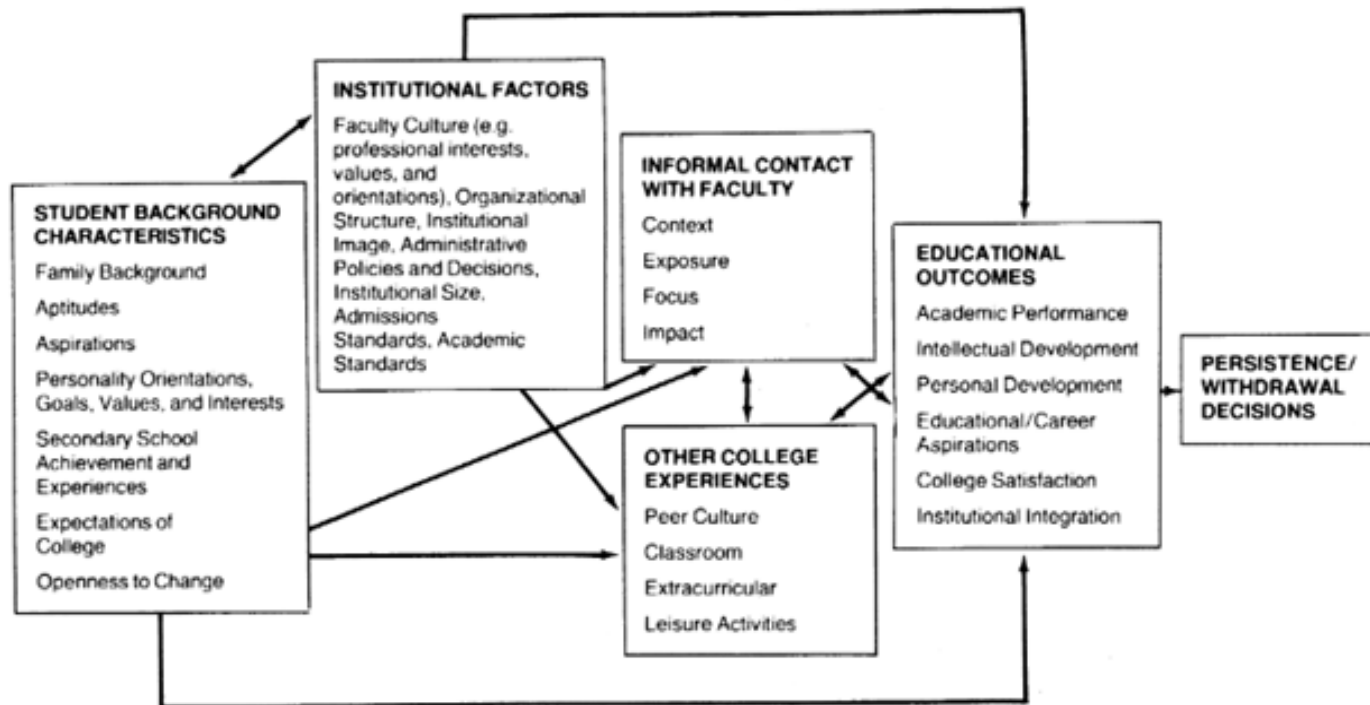 INSTITUTIONAL FACTORS
Faculty Culture (e.g.
professional interests,
values, and
orientations), Organizational
Structure, Institutional
Image, Administrative
Policies and Decisions,
Institutional Size,
Admissions
Standards, Academic
Standards
STUDENT BACKGROUND
CHARACTERISTICS
Family Background
Aptitudes
Aspirations
Personality Orientations,
Goals, Values, and Interests
Secondary School
Achievement and
Experiences
Expectations of
College
Openness to Change
INFORMAL CONTACT
WITH FACULTY
Context
Exposure
Focus
Impact
OTHER COLLEGE
EXPERIENCES
Peer Culture
Classroom
Extracurricular
Leisure Activities
EDUCATIONAL
OUTCOMES
Academic Performance
Intellectual Development
Personal Development
Educational/Career
Aspirations
College Satisfaction
Institutional Integration
PERSISTENCE/
WITHDRAWAL
DECISIONS